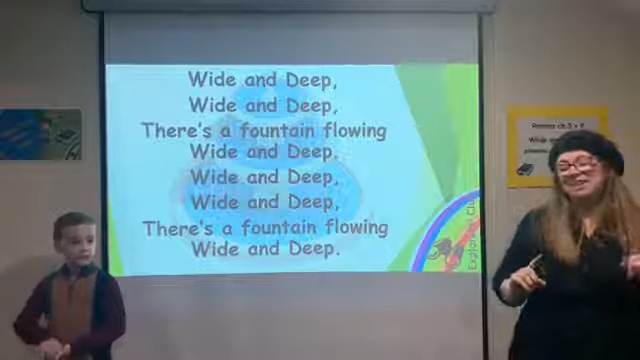 Wide and Deep,
Wide and Deep,
There's a fountain flowing
Wide and Deep.
Wide and Deep,
Wide and Deep,
There's a fountain flowing
Wide and Deep.